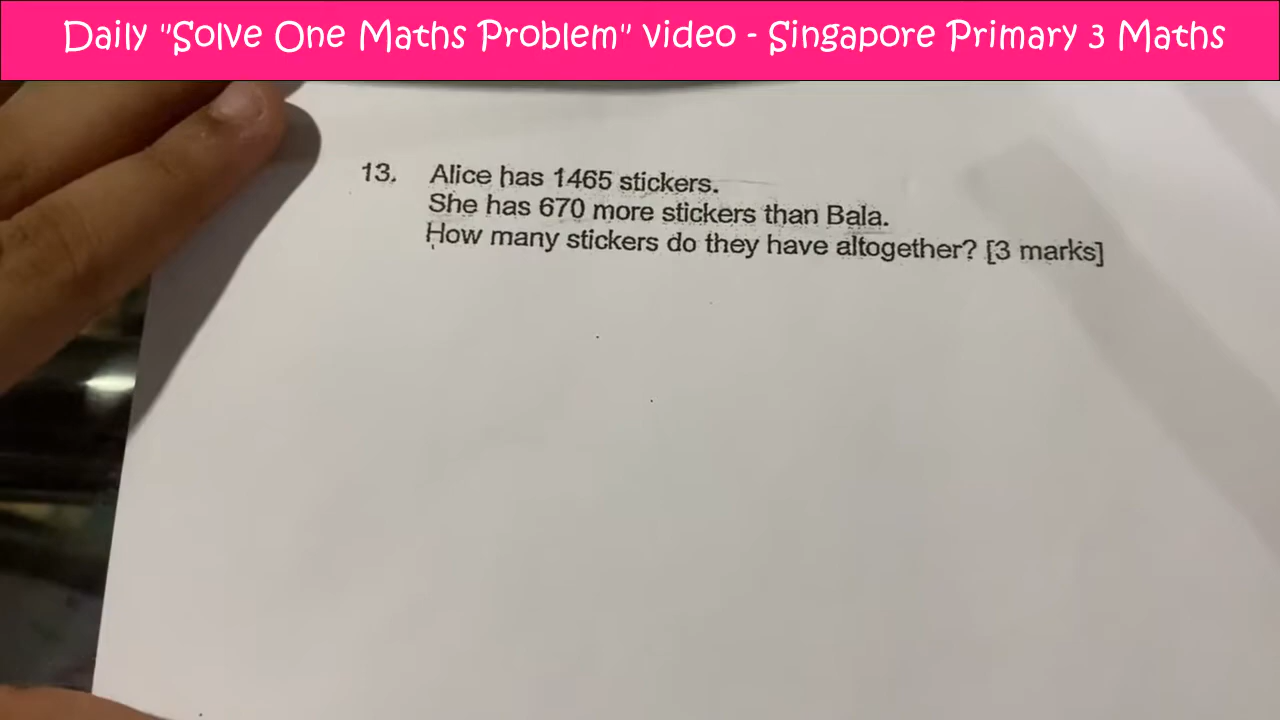 Daily "Solve One Maths Problem" video - Singapore Primary 3 Maths
13. Alice has 1465 stickers.
She has 670 more stickers than Bala.
How many stickers do they have altogether? [3 marks]